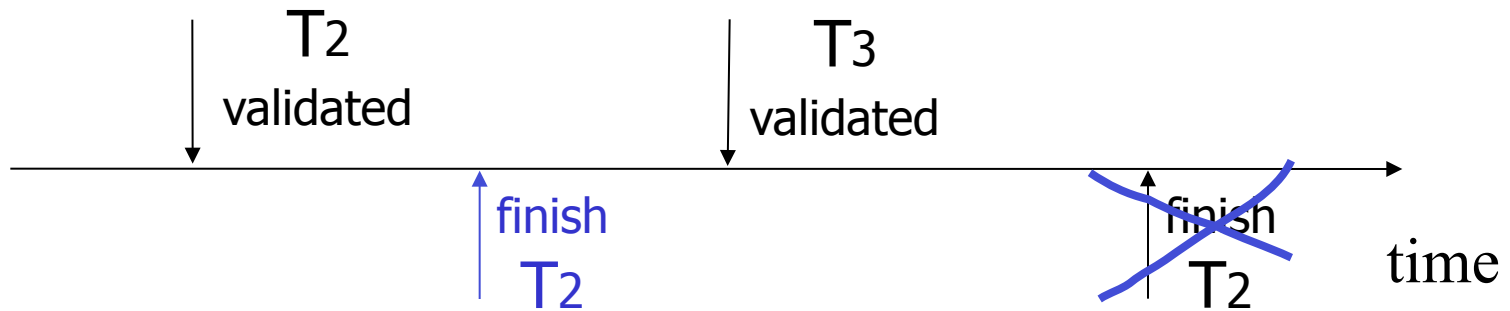 T2
validated
T3
validated
finish
T2
finish
T2
time